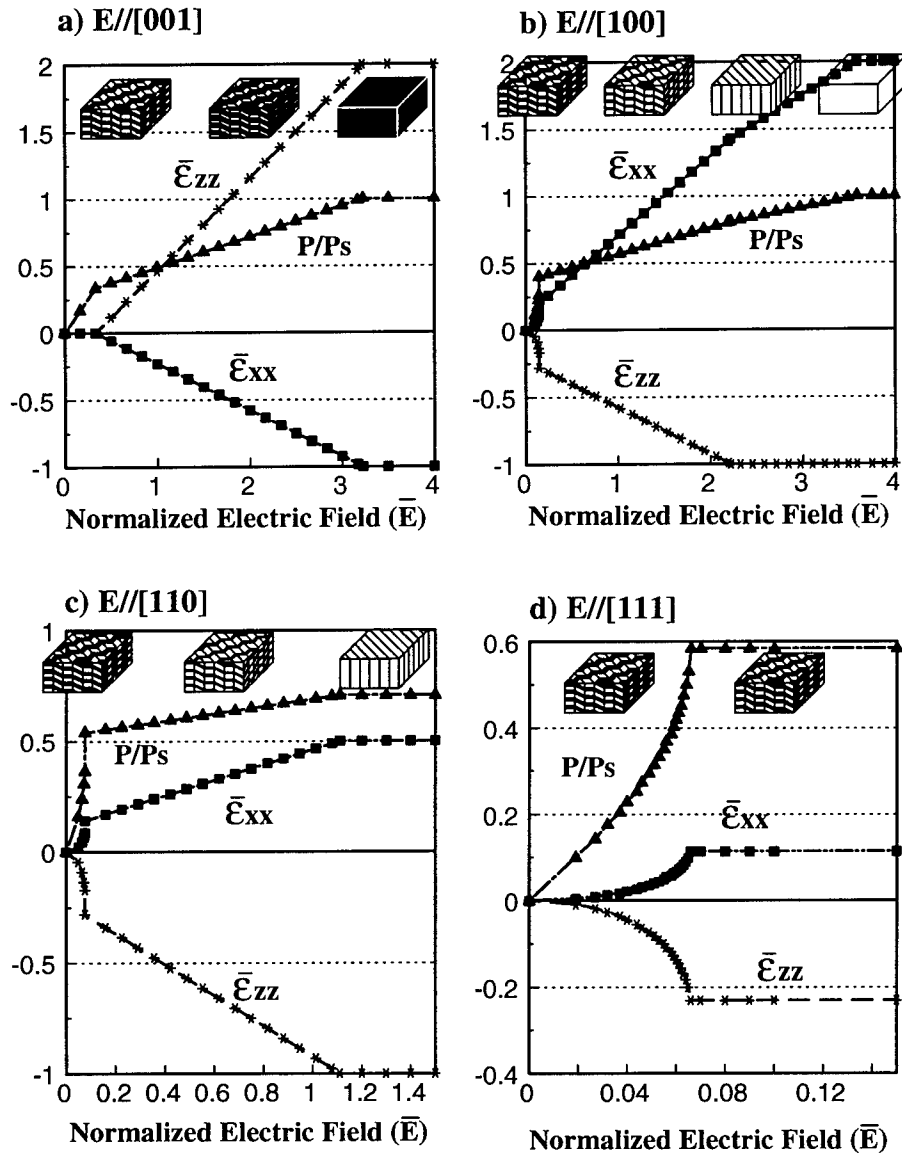 a) E//[001]
2
1.5
1
0.5
0
-0.5
-1
ε̄zz
P/Ps
ε̄xx
0 1 2 3 4
Normalized Electric Field (E̅)
b) E//[100]
2
1.5
1
0.5
0
-0.5
-1
ε̄xx
P/Ps
ε̄zz
0 1 2 3 4
Normalized Electric Field (E̅)
c) E//[110]
1
0.5
0
-0.5
-1
P/Ps
ε̄xx
ε̄zz
0 0.2 0.4 0.6 0.8 1 1.2 1.4
Normalized Electric Field (E̅)
d) E//[111]
0.6
0.4
0.2
0
-0.2
-0.4
P/Ps
ε̄xx
ε̄zz
0 0.04 0.08 0.12
Normalized Electric Field (E̅)